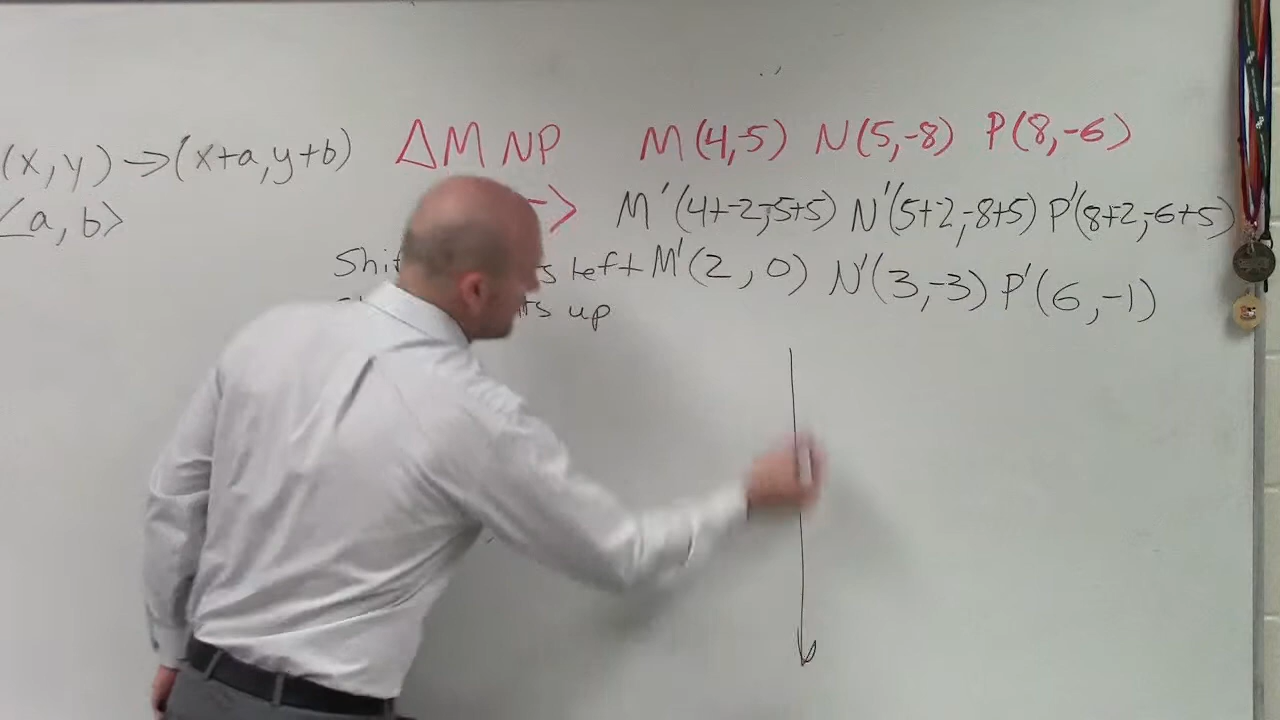 (x,y)→(x+a,y+b) ΔMNP M(4,-5) N(5,-8) P(8,-6)
⟨a,b⟩ → M'(4+-2,-5+5) N'(5+-2,-8+5) P'(8+-2,-6+5)
left M'(2,0) N'(3,-3) P'(6,-1)
up